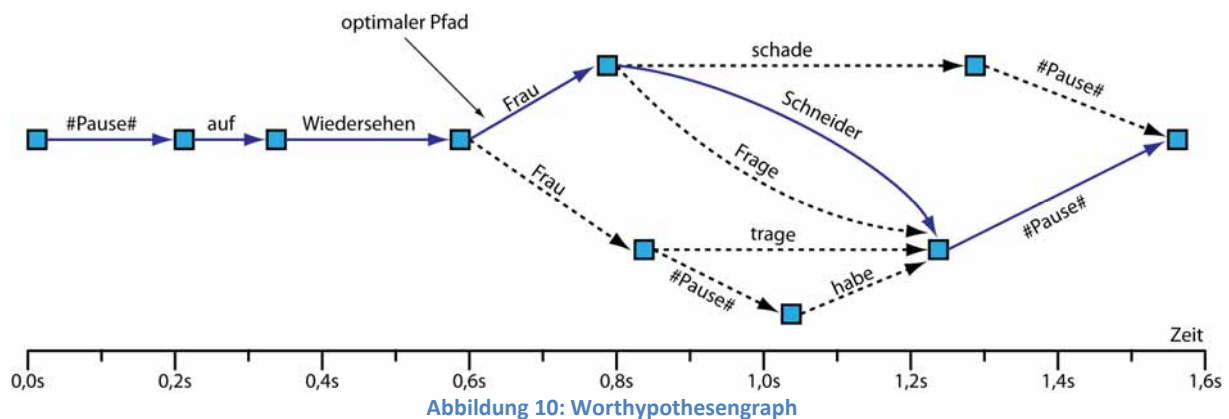 optimaler Pfad
schade
#Pause#
Frau
Schneider
#Pause#
auf
Wiedersehen
Frage
Frau
#Pause#
trage
#Pause#
habe
Zeit
0,0s 0,2s 0,4s 0,6s 0,8s 1,0s 1,2s 1,4s 1,6s
Abbildung 10: Worthypothesengraph